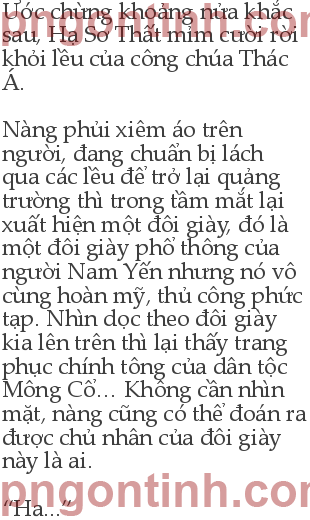 Ước chừng khoảng nửa khắc
sau, Hạ Sơ Thất mỉm cười rời
khỏi lều của công chúa Thác
Á.
Nàng phủi xiêm áo trên
người, đang chuẩn bị lách
qua các lều để trở lại quảng
trường thì trong tầm mắt lại
xuất hiện một đôi giày, đó là
một đôi giày phổ thông của
người Nam Yến nhưng nó vô
cùng hoàn mỹ, thủ công phức
tạp. Nhìn dọc theo đôi giày
kia lên trên thì lại thấy trang
phục chính tông của dân tộc
Mông Cổ... Không cần nhìn
mặt, nàng cũng có thể đoán ra
được chủ nhân của đôi giày
này là ai.
pngontinh.com
“Ha...“
pngontinh.com